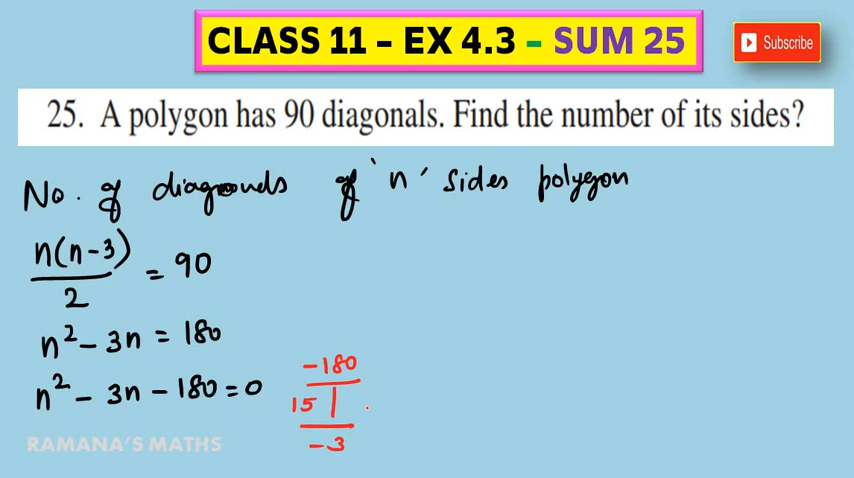 CLASS 11 – EX 4.3 – SUM 25
Subscribe
25. A polygon has 90 diagonals. Find the number of its sides?
No. of diagonals of 'n' sides polygon
n(n-3)/2 = 90
n² - 3n = 180
n² - 3n - 180 = 0
-180
15
-3
RAMANA'S MATHS